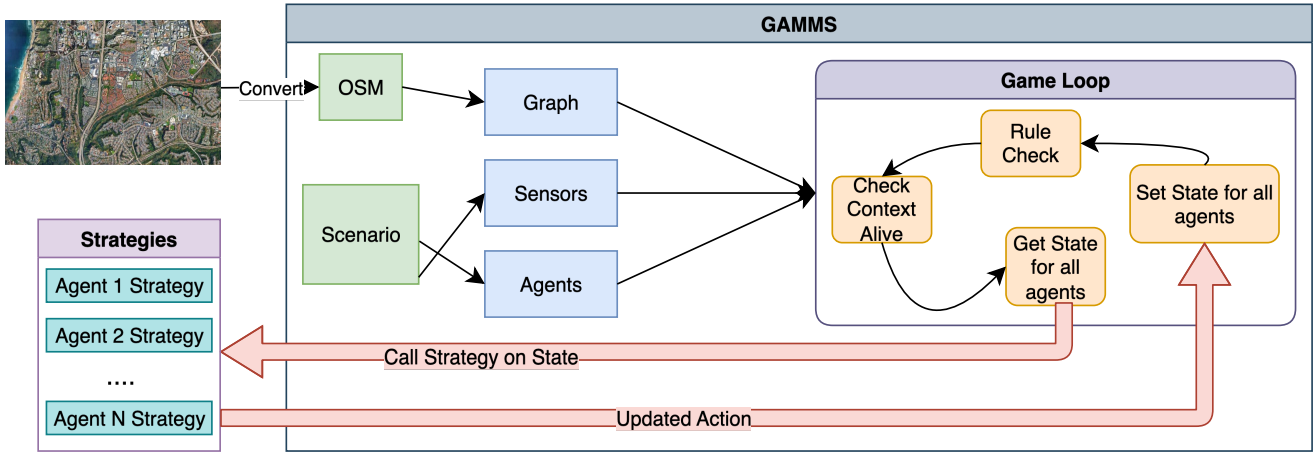 GAMMS
Convert
OSM
Graph
Game Loop
Rule
Check
Sensors
Check
Context
Alive
Set State for all
agents
Scenario
Get State
for all
agents
Agents
Strategies
Agent 1 Strategy
Agent 2 Strategy
....
Agent N Strategy
Call Strategy on State
Updated Action